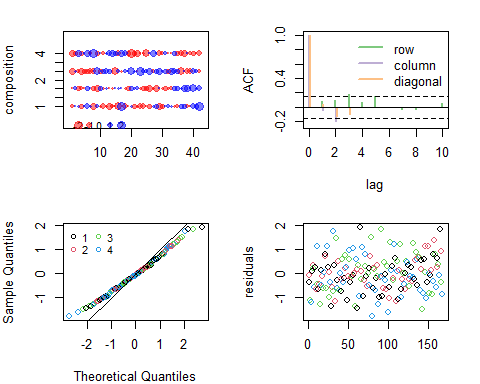 composition
4
2
1
-1 0 1
10 20 30 40
ACF
1.0
0.4
-0.2
row
column
diagonal
0 2 4 6 8 10
lag
Sample Quantiles
2
1
0
-1
1 3
2 4
-2 -1 0 1 2
Theoretical Quantiles
residuals
2
1
0
-1
0 50 100 150